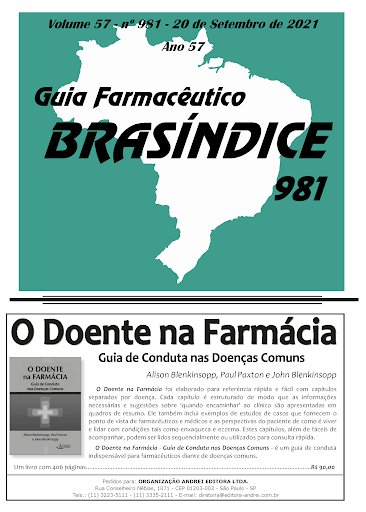 Volume 57 - nº 981 - 20 de Setembro de 2021
Ano 57
Guia Farmacêutico
BRASÍNDICE
981
O Doente na Farmácia
Guia de Conduta nas Doenças Comuns
Alison Blenkinsopp, Paul Paxton e John Blenkinsopp
O DOENTE
na FARMÁCIA
Guia de Conduta
nas Doenças Comuns
O Doente na Farmácia foi elaborado para referência rápida e fácil com capítulos
separados por doença. Cada capítulo é estruturado de modo que as informações
necessárias e sugestões sobre 'quando encaminhar' ao clínico são apresentadas em
quadros de resumo. Ele também inclui exemplos de estudos de casos que fornecem o
ponto de vista de farmacêuticos e médicos e as perspectivas do paciente de como é viver
e lidar com condições tais como enxaqueca e eczema. Estes capítulos, além de fáceis de
acompanhar, podem ser lidos sequencialmente ou utilizados para consulta rápida.
O Doente na Farmácia - Guia de Conduta nas Doenças Comuns - é um guia de conduta
indispensável para farmacêuticos diante de doenças comuns.
Um livro com 406 páginas....................R$ 90,00
Pedidos para: ORGANIZAÇÃO ANDREI EDITORA LTDA.
Rua Conselheiro Nébias, 1071 - CEP 01203-002 - São Paulo - SP
Tels.: (11) 3223-5111 - (11) 3335-2111 - E-mail: diretoria@editora-andrei.com.br